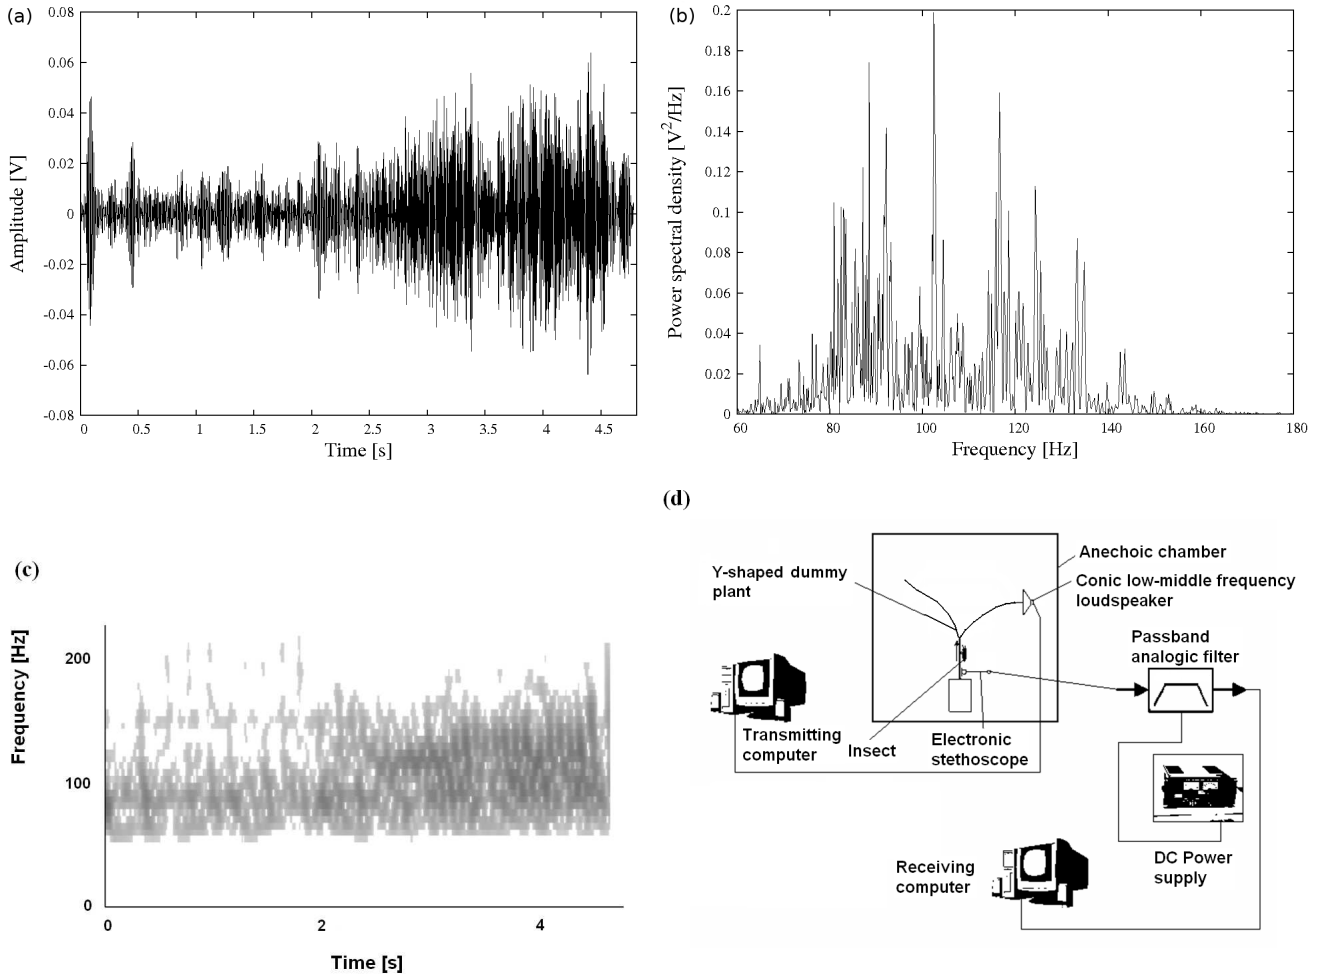 (a)
0.08
0.06
0.04
0.02
0
-0.02
-0.04
-0.06
-0.08
Amplitude [V]
0 0.5 1 1.5 2 2.5 3 3.5 4 4.5
Time [s]
(b)
0.2
0.18
0.16
0.14
0.12
0.1
0.08
0.06
0.04
0.02
0
Power spectral density [V²/Hz]
60 80 100 120 140 160 180
Frequency [Hz]
(c)
Frequency [Hz]
200
100
0
0 2 4
Time [s]
(d)
Anechoic chamber
Y-shaped dummy
plant
Conic low-middle frequency
loudspeaker
Passband
analogic filter
Transmitting
computer
Insect
Electronic
stethoscope
DC Power
supply
Receiving
computer